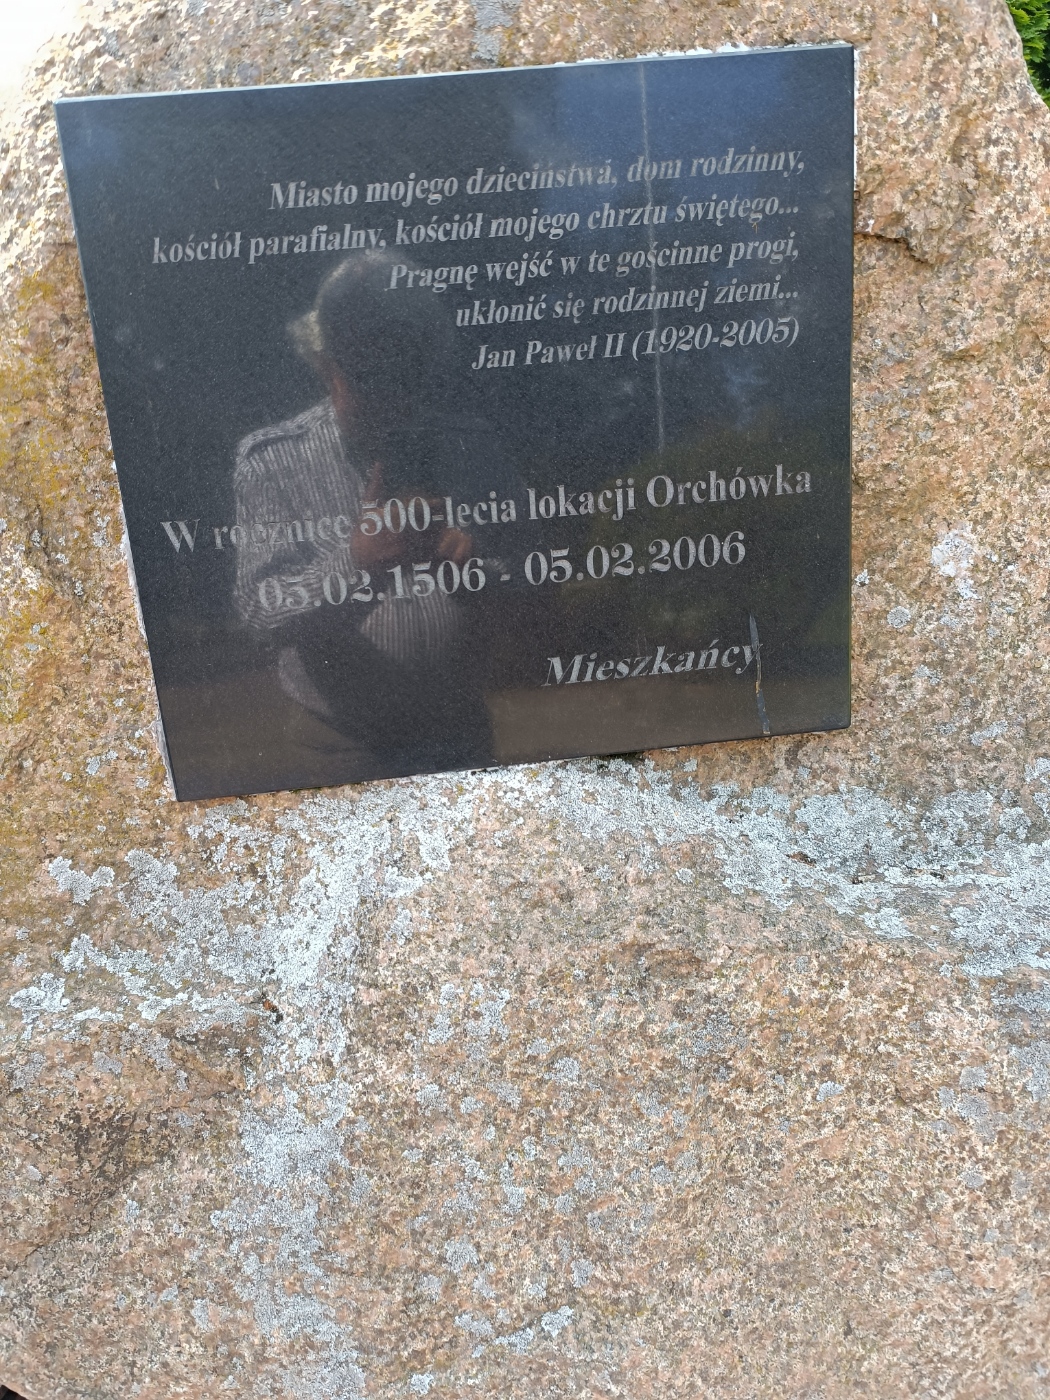 Miasto mojego dzieciństwa, dom rodzinny,
kościół parafialny, kościół mojego chrztu świętego...
Pragnę wejść w te gościnne progi,
ukłonić się rodzinnej ziemi...
Jan Paweł II (1920-2005)
W rocznicę 500-lecia lokacji Orchówka
05.02.1506 - 05.02.2006
Mieszkańcy